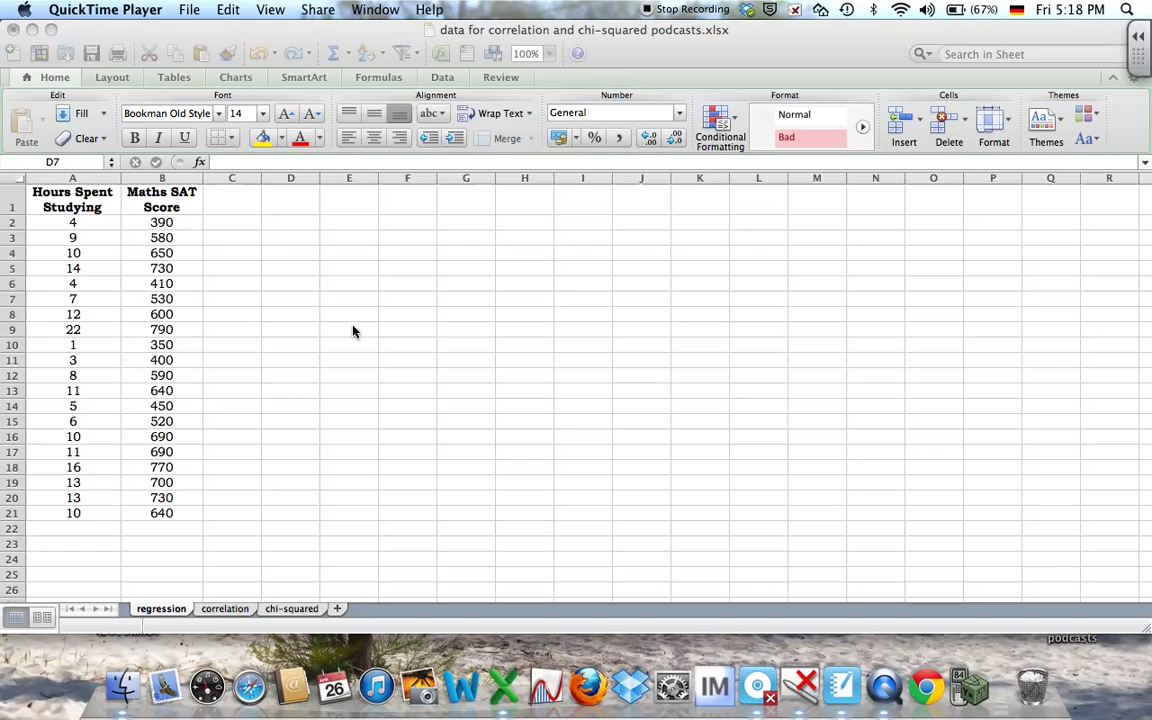 QuickTime Player File Edit View Share Window Help Stop Recording (67%) Fri 5:18 PM
data for correlation and chi-squared podcasts.xlsx
100% Search in Sheet
Home Layout Tables Charts SmartArt Formulas Data Review
Edit Font Alignment Number Format Cells Themes
Paste Fill Bookman Old Style 14 abc Wrap Text General Conditional Formatting Normal Insert Delete Format Themes Aa
Clear B I U A Merge % , .0 .00 Bad
D7 fx
A B C D E F G H I J K L M N O P Q R
1 Hours Spent Studying Maths SAT Score
2 4 390
3 9 580
4 10 650
5 14 730
6 4 410
7 7 530
8 12 600
9 22 790
10 1 350
11 3 400
12 8 590
13 11 640
14 5 450
15 6 520
16 10 690
17 11 690
18 16 770
19 13 700
20 13 730
21 10 640
22
23
24
25
26
regression correlation chi-squared +
podcasts
APR 26 W X IM 84